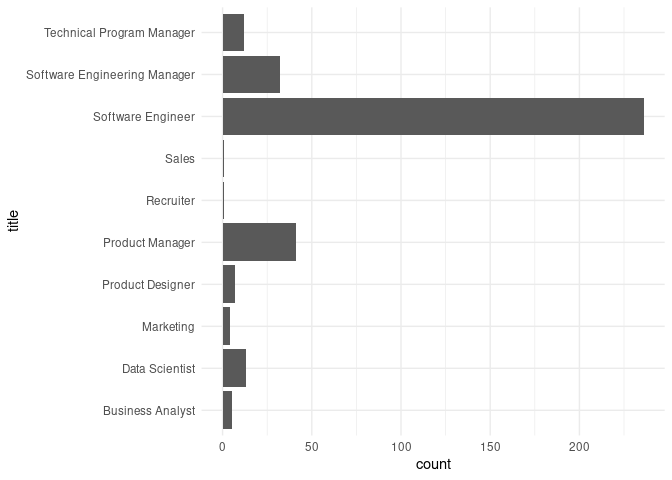 Technical Program Manager
Software Engineering Manager
Software Engineer
Sales
Recruiter
Product Manager
Product Designer
Marketing
Data Scientist
Business Analyst
title
0 50 100 150 200
count